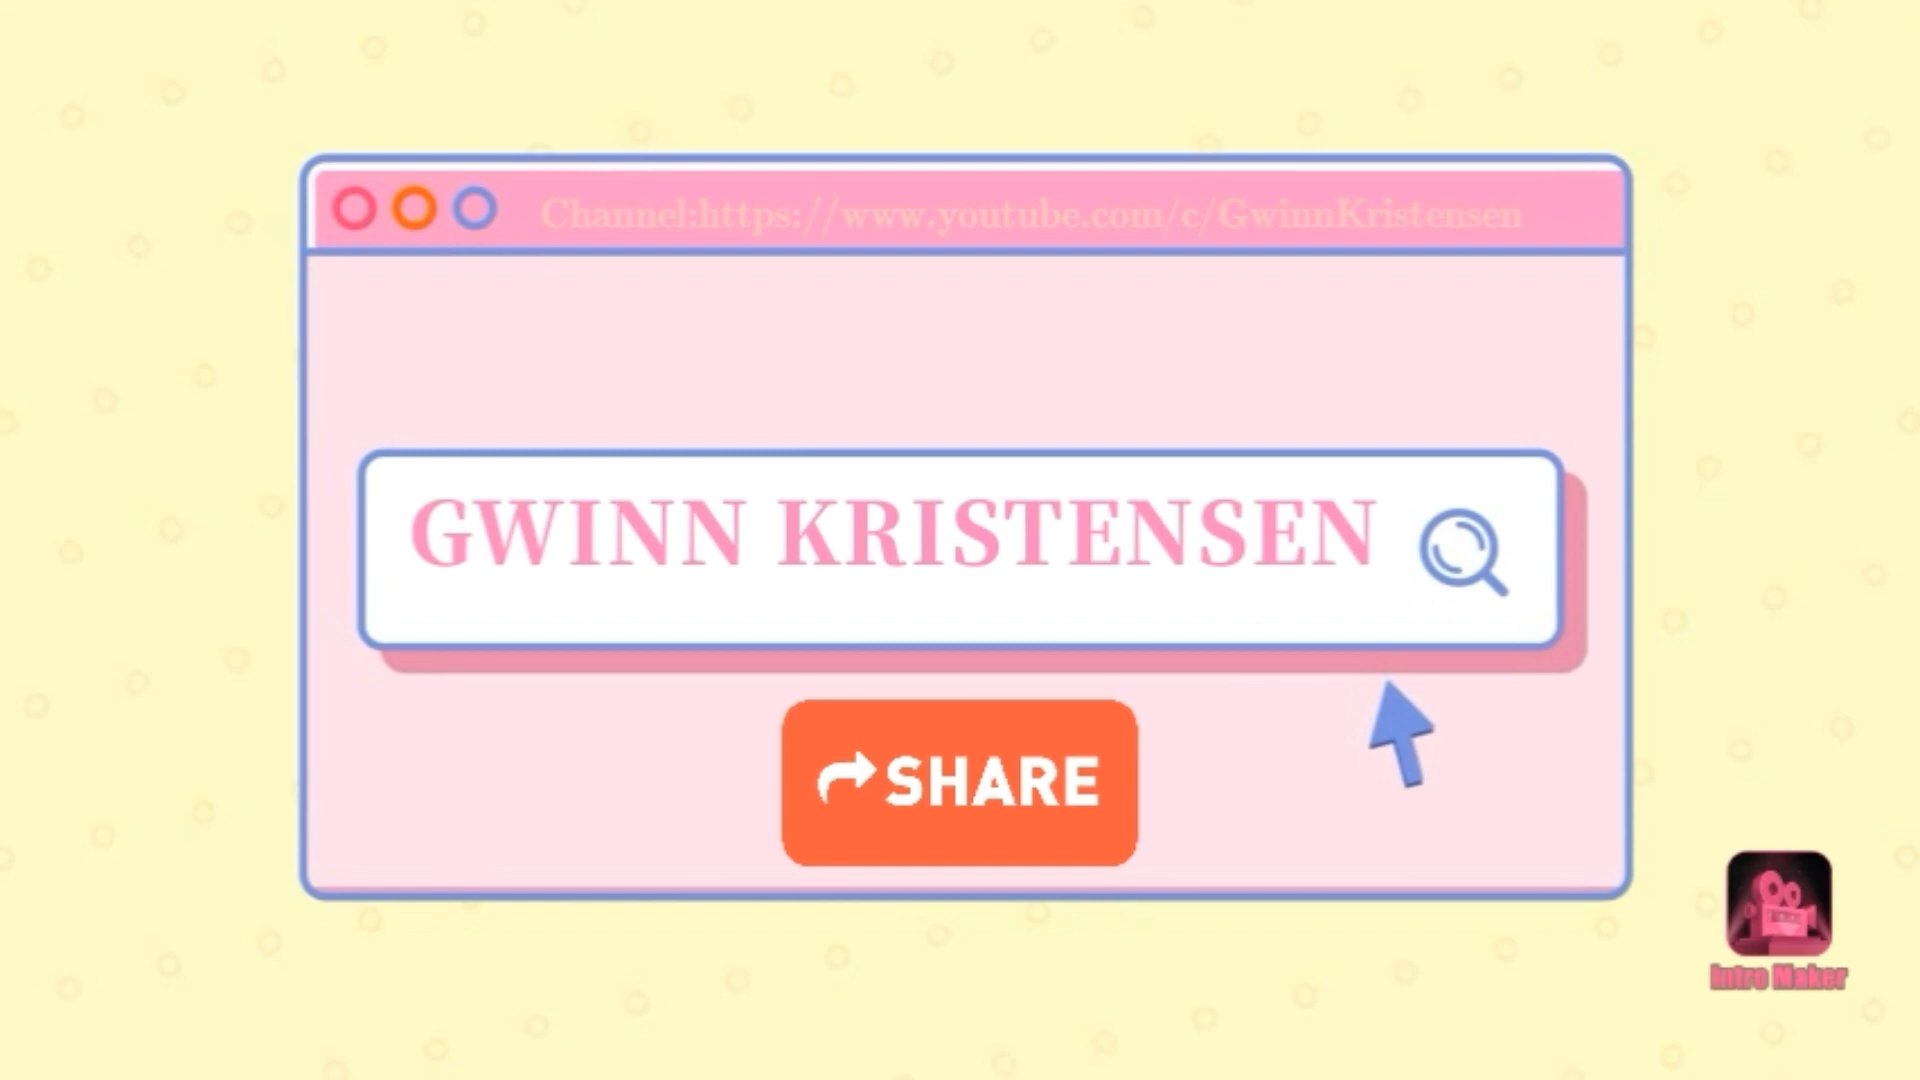 Channel:https://www.youtube.com/c/GwinnKristensen
GWINN KRISTENSEN
SHARE
Intro Maker